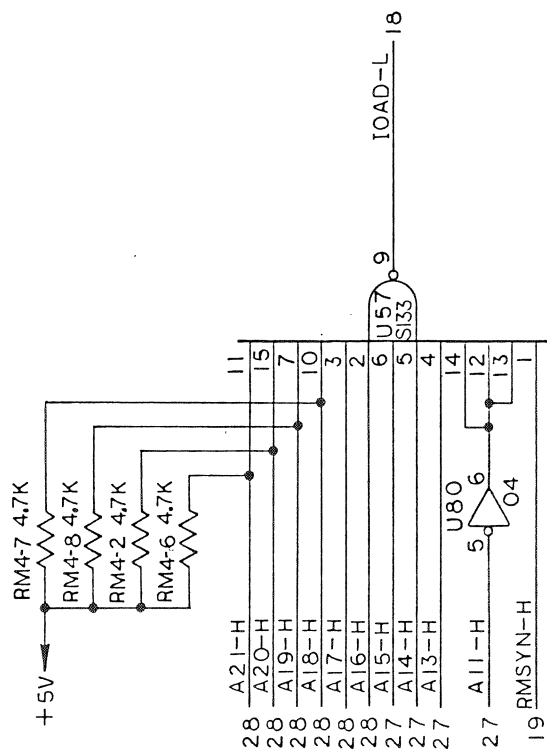 +5V
RM4-7 4.7K
RM4-8 4.7K
RM4-2 4.7K
RM4-6 4.7K
28 A21-H 11
28 A20-H 15
28 A19-H 7
28 A18-H 10
28 A17-H 3
28 A16-H 2
27 A15-H 6
27 A14-H 5
27 A13-H 4
14
27 A11-H 5 U80 04 6 12
13
19 RMSYN-H 1
U57
S133
9 IOAD-L 18